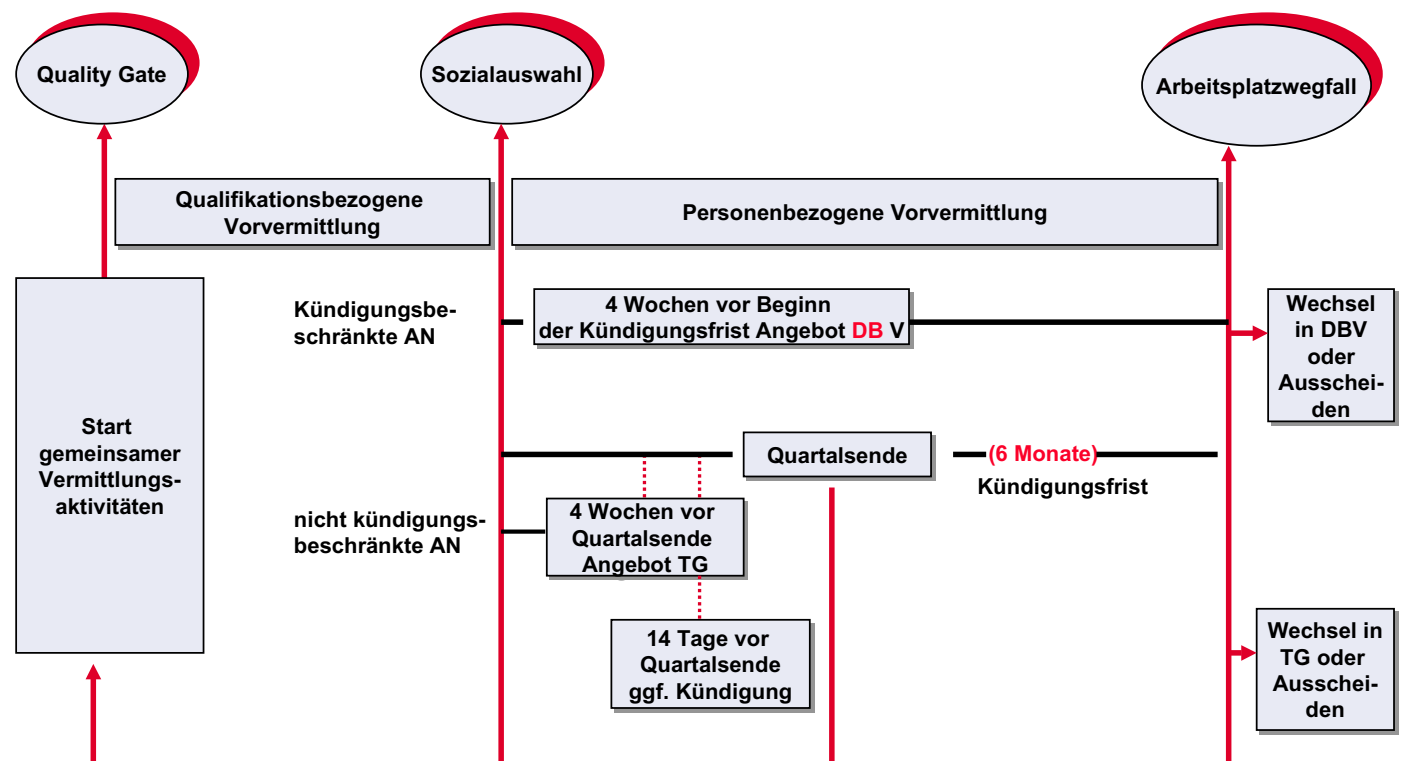 Quality Gate
Sozialauswahl
Arbeitsplatzwegfall
Qualifikationsbezogene
Vorvermittlung
Personenbezogene Vorvermittlung
Start
gemeinsamer
Vermittlungs-
aktivitäten
Kündigungsbe-
schränkte AN
4 Wochen vor Beginn
der Kündigungsfrist Angebot DB V
Wechsel
in DBV
oder
Ausschei-
den
Quartalsende
(6 Monate)
Kündigungsfrist
nicht kündigungs-
beschränkte AN
4 Wochen vor
Quartalsende
Angebot TG
14 Tage vor
Quartalsende
ggf. Kündigung
Wechsel in
TG oder
Ausschei-
den